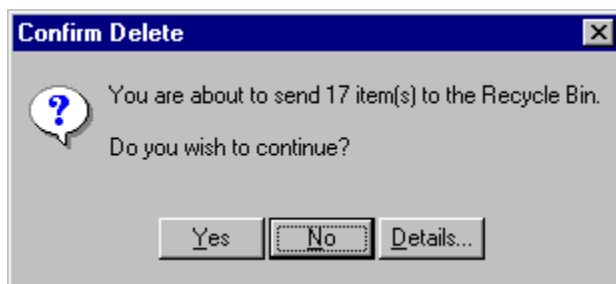 Confirm Delete
You are about to send 17 item(s) to the Recycle Bin.
Do you wish to continue?
Yes No Details...